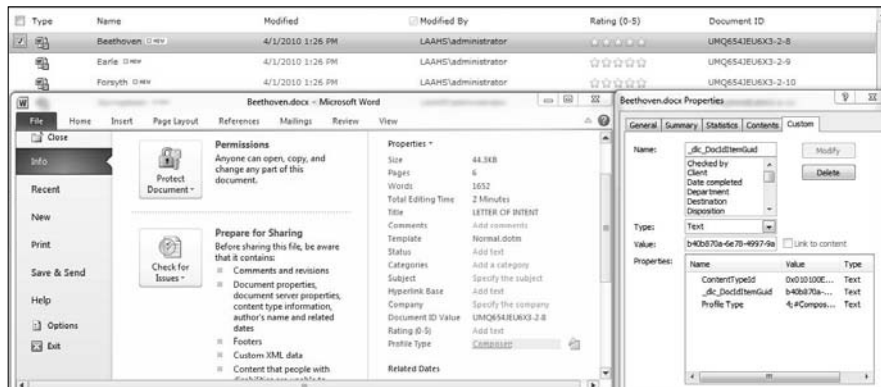 Type Name Modified Modified By Rating (0-5) Document ID
Beethoven NEW 4/1/2010 1:26 PM LAAHS\administrator UMQ654JEU6X3-2-8
Earle NEW 4/1/2010 1:26 PM LAAHS\administrator UMQ654JEU6X3-2-9
Forsyth NEW 4/1/2010 1:26 PM LAAHS\administrator UMQ654JEU6X3-2-10
Beethoven.docx - Microsoft Word
File Home Insert Page Layout References Mailings Review View
Close
Info
Recent
New
Print
Save & Send
Help
Options
Exit
Protect
Document
Permissions
Anyone can open, copy, and
change any part of this
document.
Check for
Issues
Prepare for Sharing
Before sharing this file, be aware
that it contains:
Comments and revisions
Document properties,
document server properties,
content type information,
author's name and related
dates
Footers
Custom XML data
Content that people with
Properties
Size 44.3KB
Pages 6
Words 1652
Total Editing Time 2 Minutes
Title LETTER OF INTENT
Comments Add comments
Template Normal.dotm
Status Add text
Categories Add a category
Subject Specify the subject
Hyperlink Base Add text
Company Specify the company
Document ID Value UMQ654JEU6X3-2-8
Rating (0-5) Add text
Profile Type Composer
Related Dates
Beethoven.docx Properties
General Summary Statistics Contents Custom
Name: _dlc_DocIdItemGuid Modify
Checked by
Client
Date completed
Department
Destination
Disposition
Delete
Type: Text
Value: b40b870a-6e78-4997-9a Link to content
Properties:
Name Value Type
ContentTypeId 0x010100E... Text
_dlc_DocIdItemGuid b40b870a-... Text
Profile Type 4;#Compos... Text